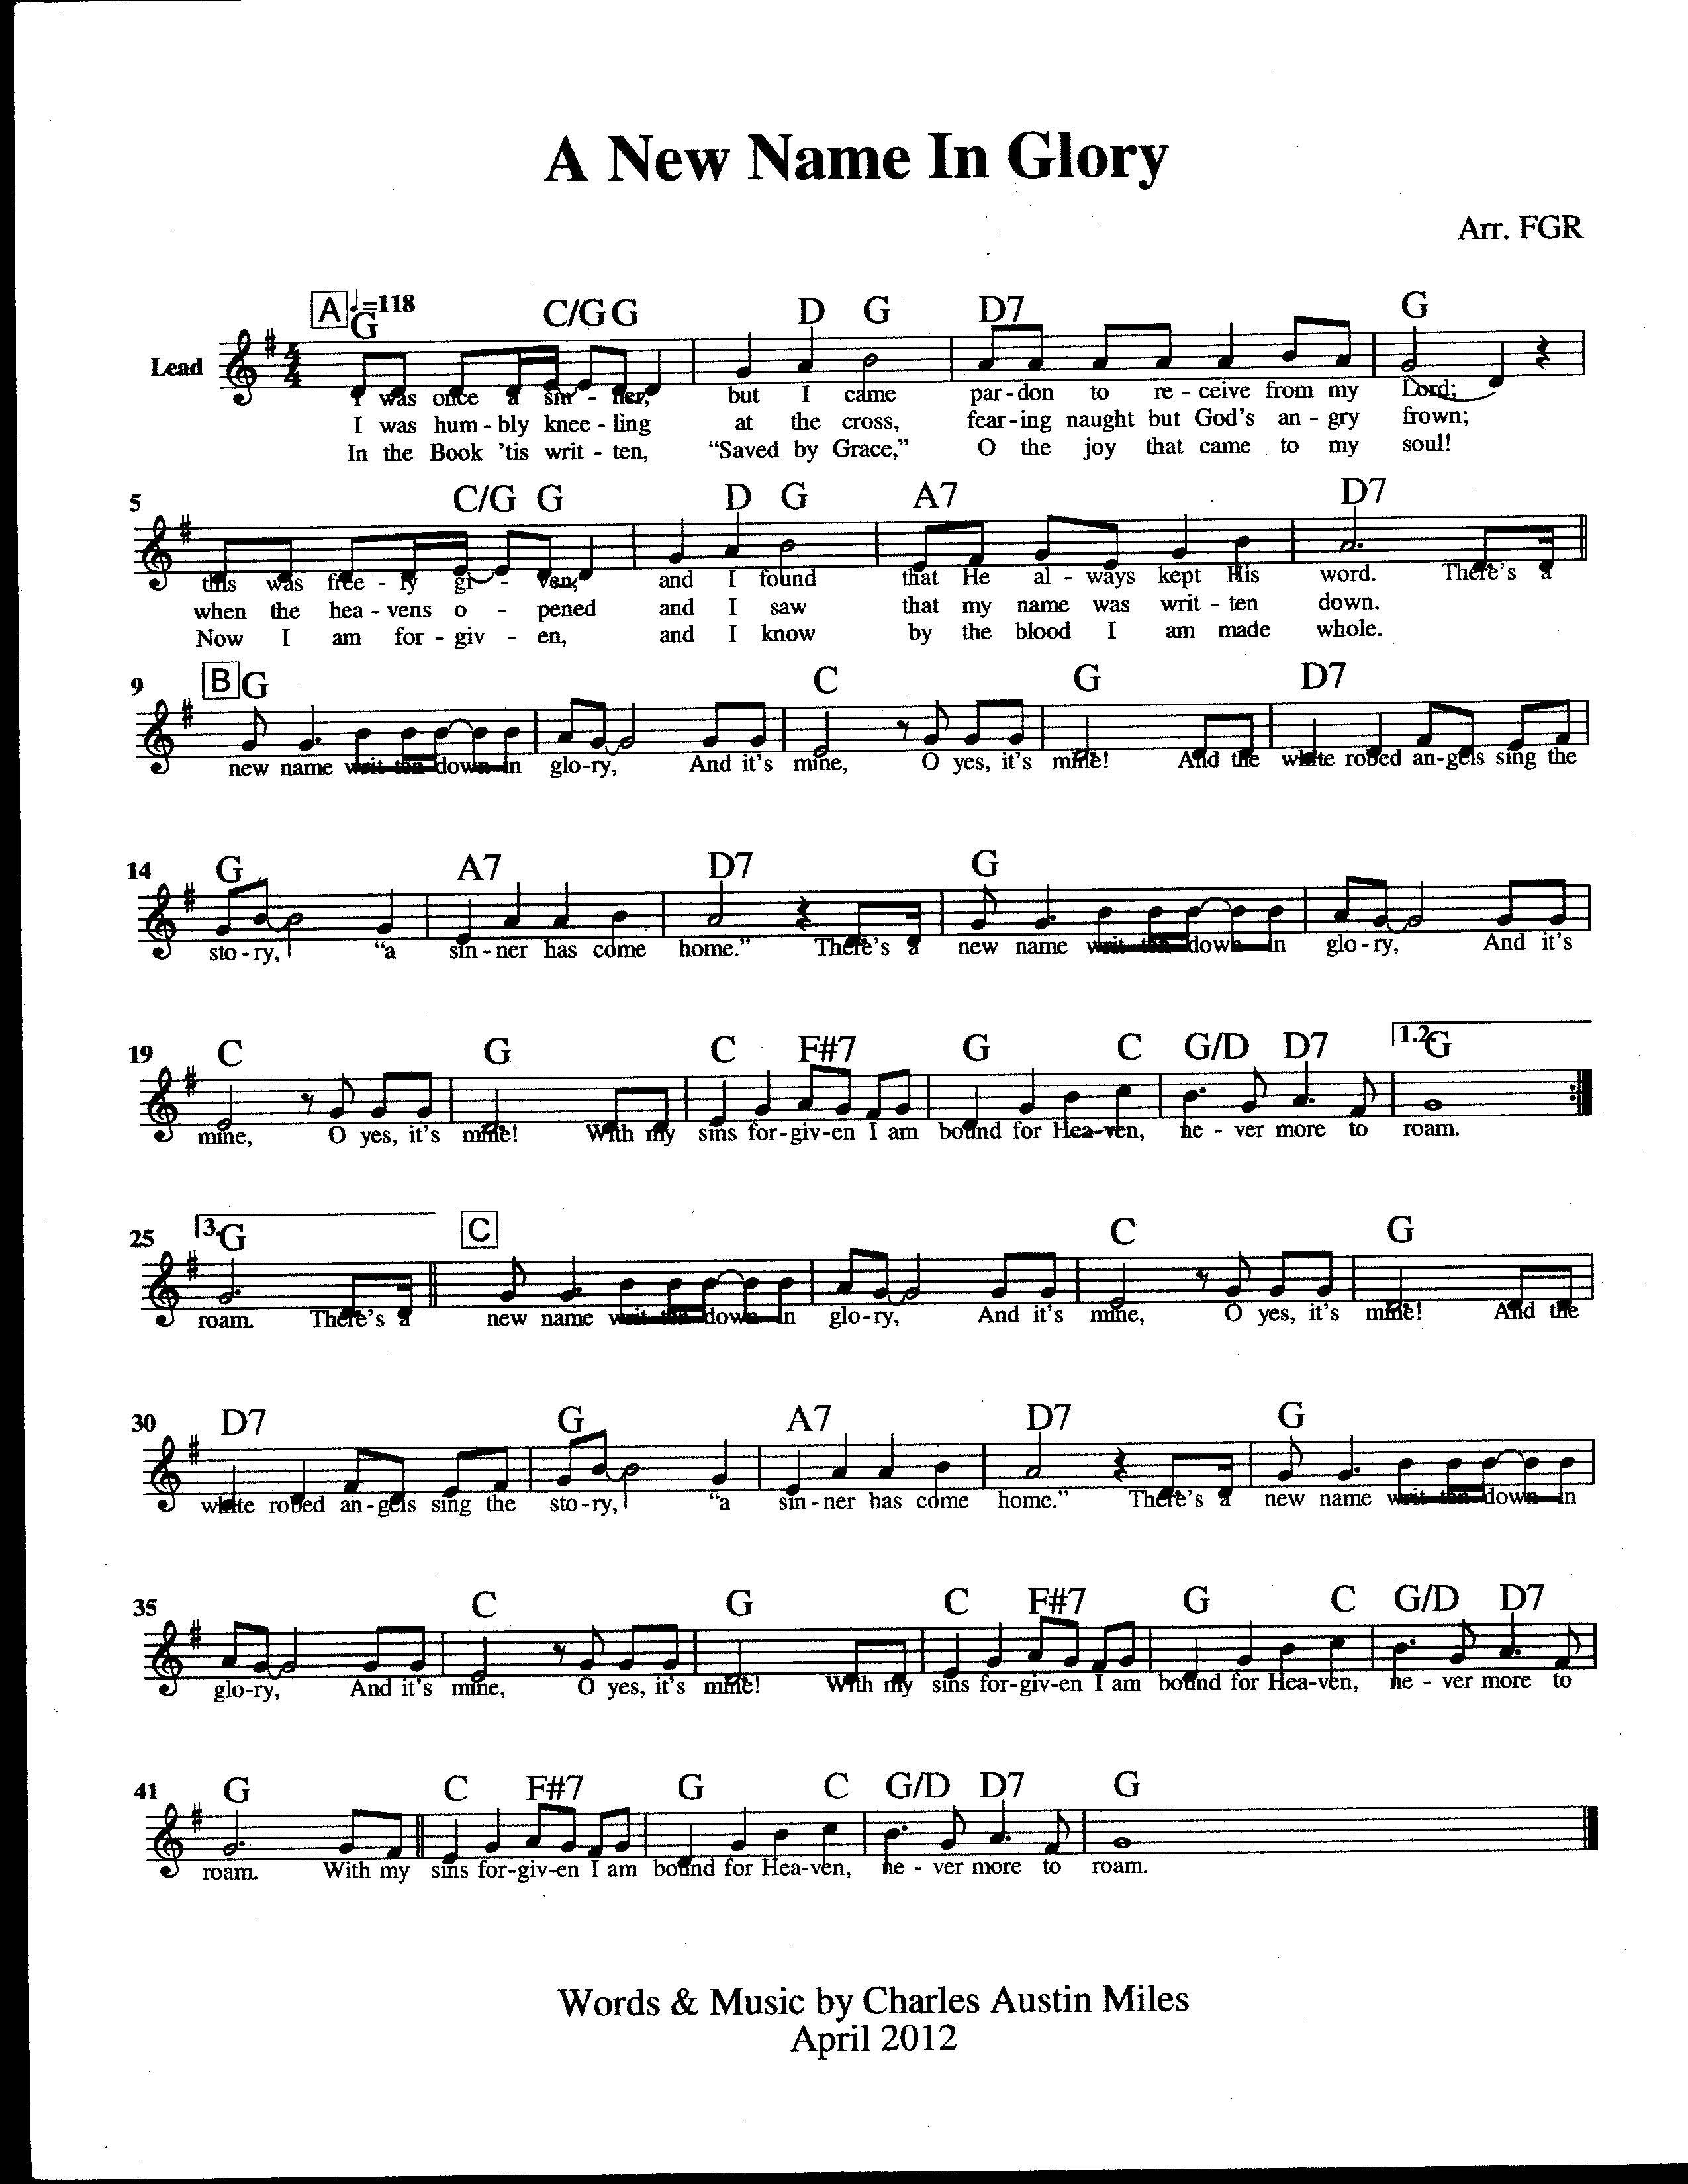 A New Name In Glory
Arr. FGR
A ♩=118
G C/G G D G D7 G
Lead
4
4
I was once a sin - ner, but I came par - don to re - ceive from my Lord;
I was hum - bly knee - ling at the cross, fear - ing naught but God's an - gry frown;
In the Book 'tis writ - ten, “Saved by Grace,” O the joy that came to my soul!
5 C/G G D G A7 D7
this was free - ly gi - ven, and I found that He al - ways kept His word. There's a
when the hea - vens o - pened and I saw that my name was writ - ten down.
Now I am for - giv - en, and I know by the blood I am made whole.
9 B G C G D7
new name writ ten down in glo-ry, And it's mine, O yes, it's mine! And the white robed an-gels sing the
14 G A7 D7 G
sto-ry, “a sin-ner has come home.” There's a new name writ ten down in glo-ry, And it's
19 C G C F#7 G C G/D D7 1.2. G
mine, O yes, it's mine! With my sins for-giv-en I am bound for Hea-ven, ne - ver more to roam.
25 3. G C C G
roam. There's a new name writ ten down in glo-ry, And it's mine, O yes, it's mine! And the
30 D7 G A7 D7 G
white robed an-gels sing the sto-ry, “a sin-ner has come home.” There's a new name writ ten down in
35 C G C F#7 G C G/D D7
glo-ry, And it's mine, O yes, it's mine! With my sins for-giv-en I am bound for Hea-ven, ne - ver more to
41 G C F#7 G C G/D D7 G
roam. With my sins for-giv-en I am bound for Hea-ven, ne - ver more to roam.
Words & Music by Charles Austin Miles
April 2012